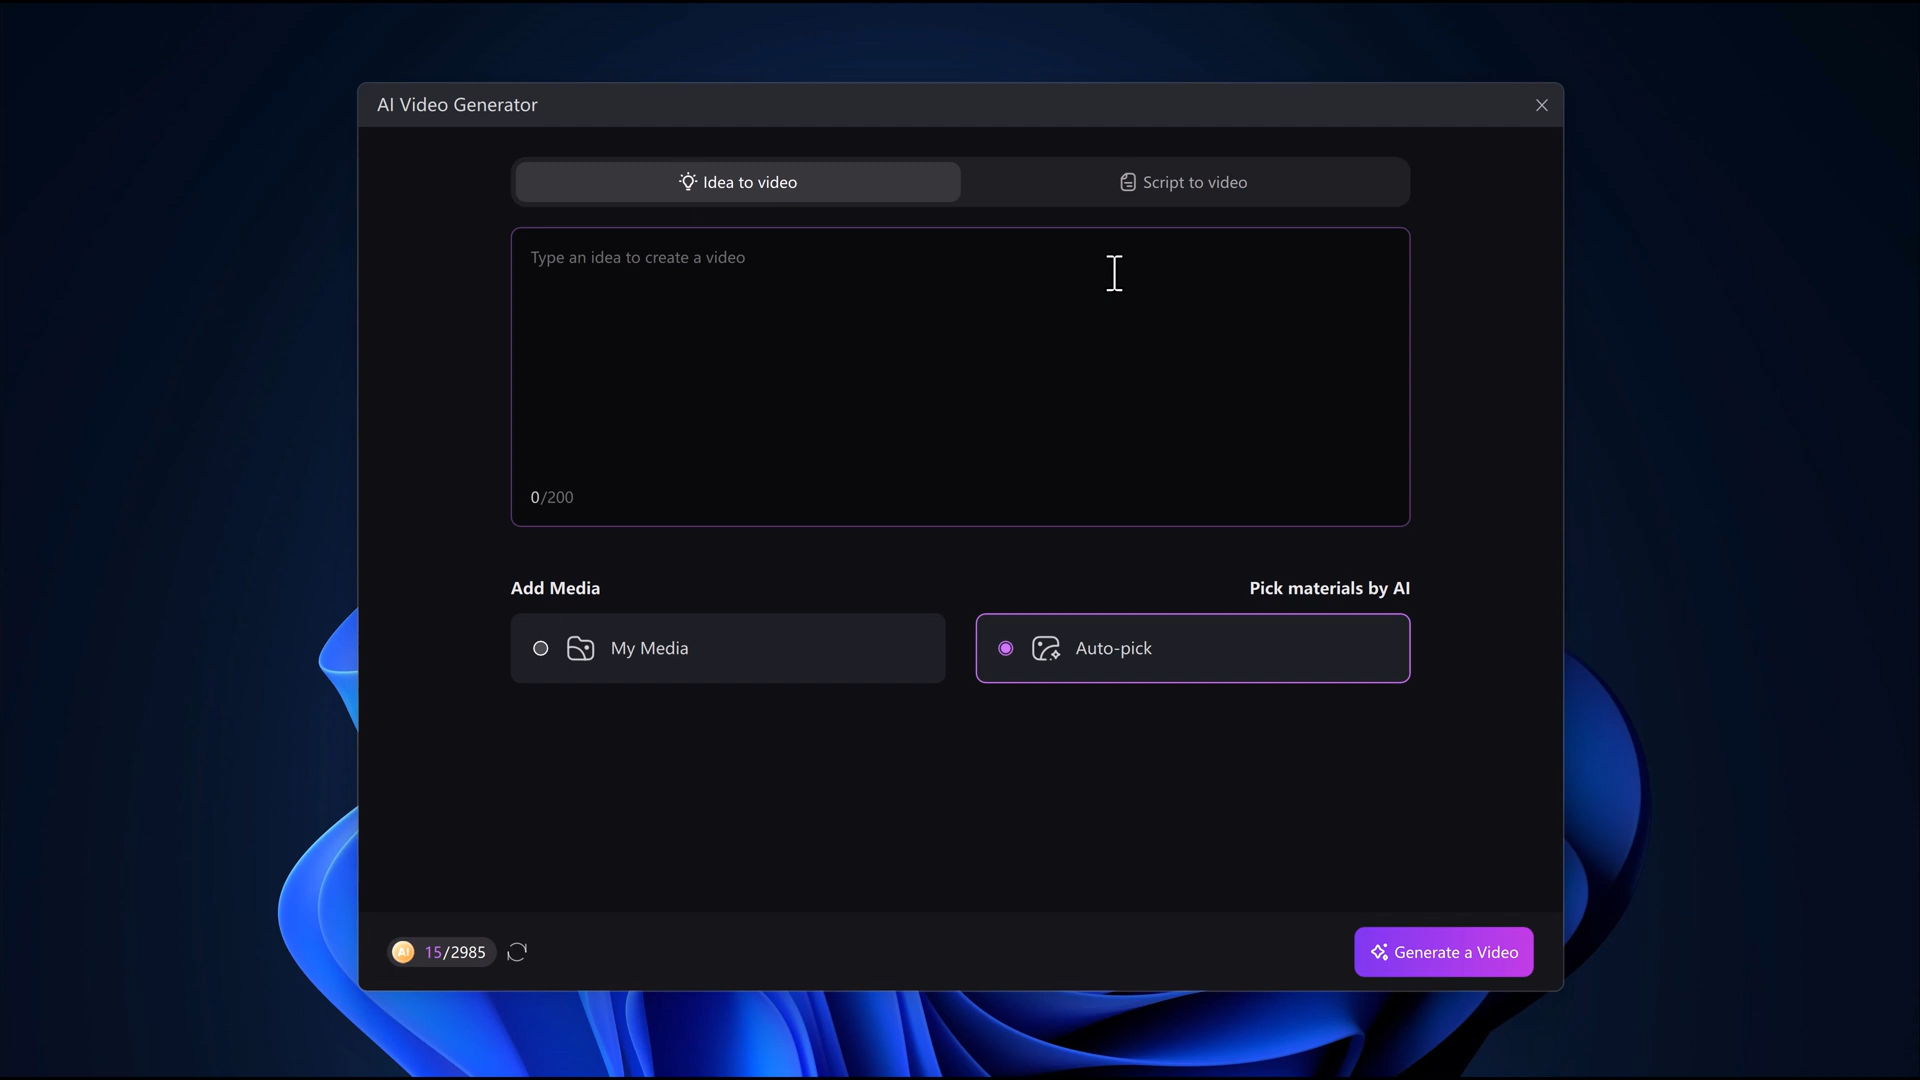 AI Video Generator
Idea to video
Script to video
Type an idea to create a video
0/200
Add Media
Pick materials by AI
My Media
Auto-pick
AI 15/2985
Generate a Video